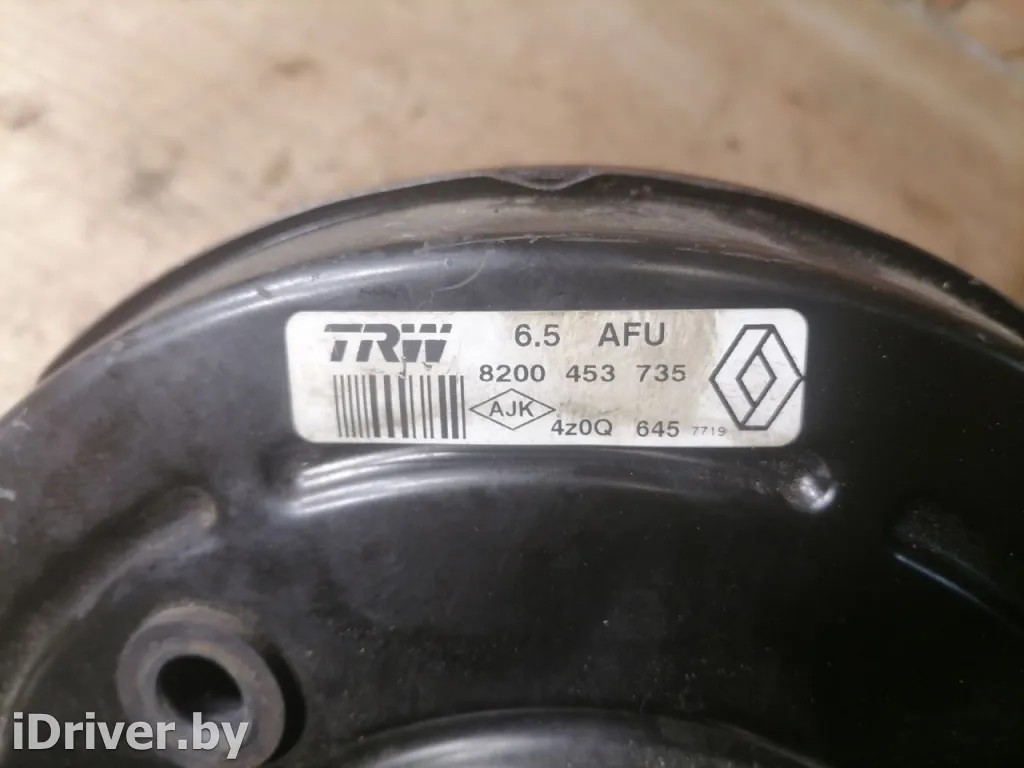 TRW 6.5 AFU
8200 453 735
AJK
4z0Q 645 7719
iDriver.by